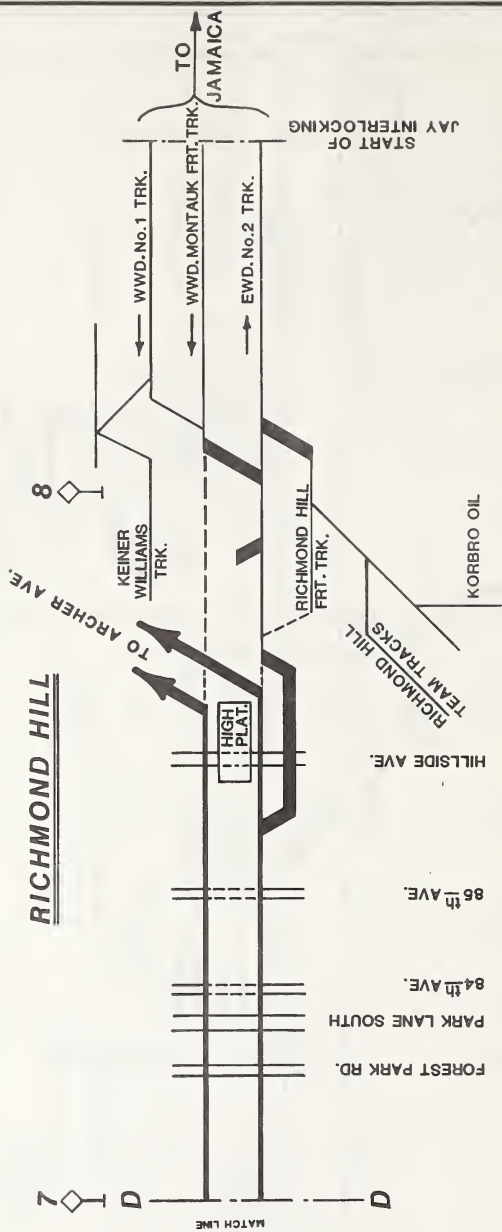 RICHMOND HILL
TO
JAMAICA
START OF
JAY INTERLOCKING
WWD. No.1 TRK.
WWD. MONTAUK FRT. TRK.
EWD. No.2 TRK.
8
KEINER
WILLIAMS
TRK.
TO ARCHER AVE.
RICHMOND HILL
FRT. TRK.
RICHMOND HILL
TEAM TRACKS
KORBRO OIL
HIGH
PLAT.
HILLSIDE AVE.
85th AVE.
84th AVE.
PARK LANE SOUTH
FOREST PARK RD.
7
D
D
MATCH LINE